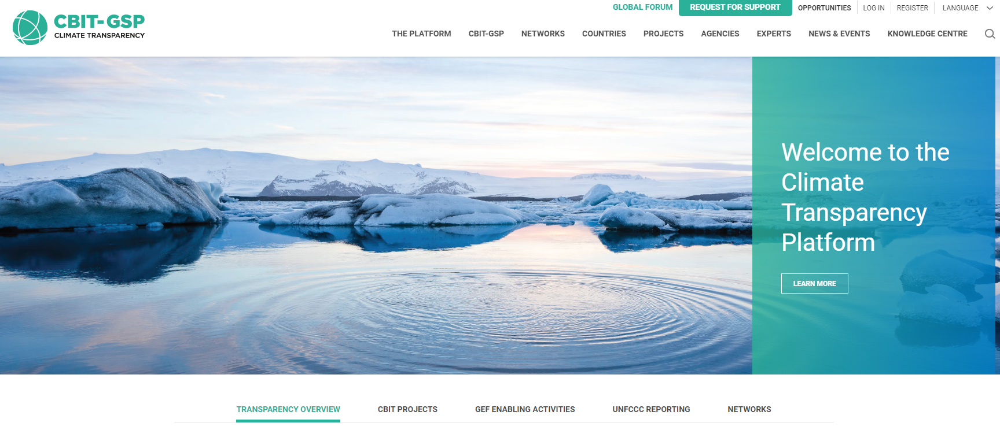 GLOBAL FORUM REQUEST FOR SUPPORT OPPORTUNITIES LOG IN REGISTER LANGUAGE
CBIT-GSP
CLIMATE TRANSPARENCY
THE PLATFORM CBIT-GSP NETWORKS COUNTRIES PROJECTS AGENCIES EXPERTS NEWS & EVENTS KNOWLEDGE CENTRE
Welcome to the
Climate
Transparency
Platform
LEARN MORE
TRANSPARENCY OVERVIEW CBIT PROJECTS GEF ENABLING ACTIVITIES UNFCCC REPORTING NETWORKS